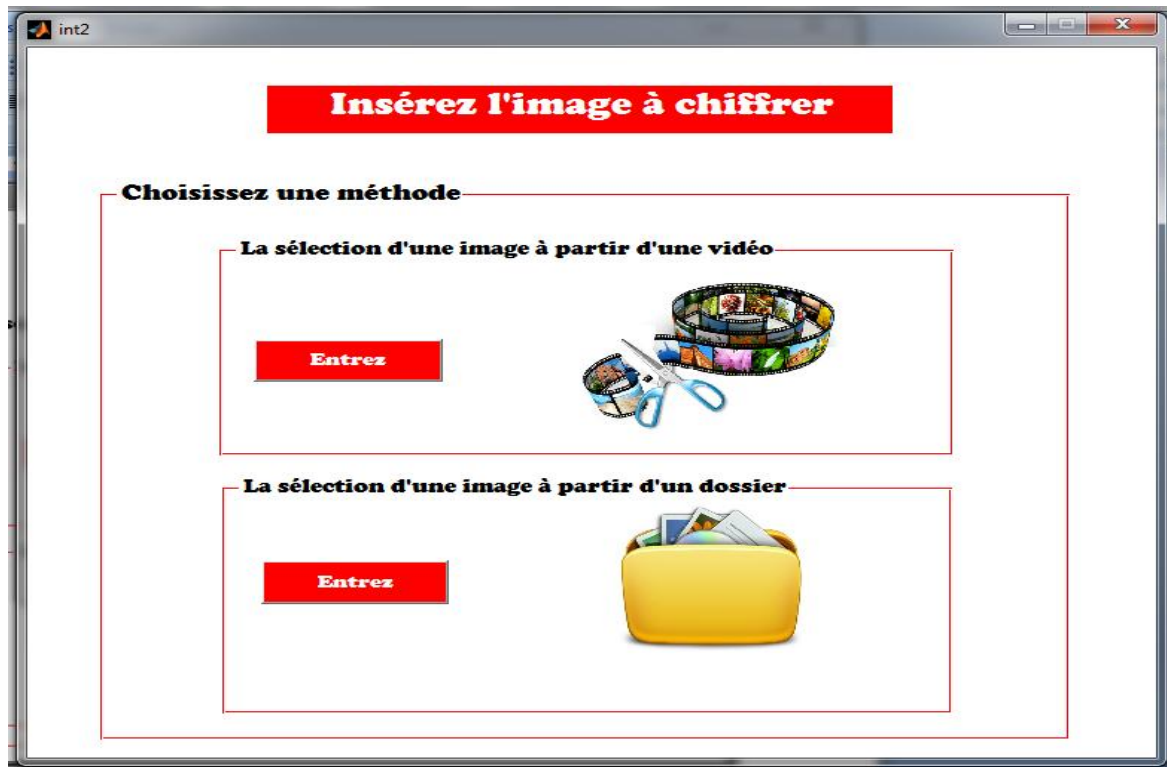 int2
Insérez l'image à chiffrer
Choisissez une méthode
La sélection d'une image à partir d'une vidéo
Entrez
La sélection d'une image à partir d'un dossier
Entrez